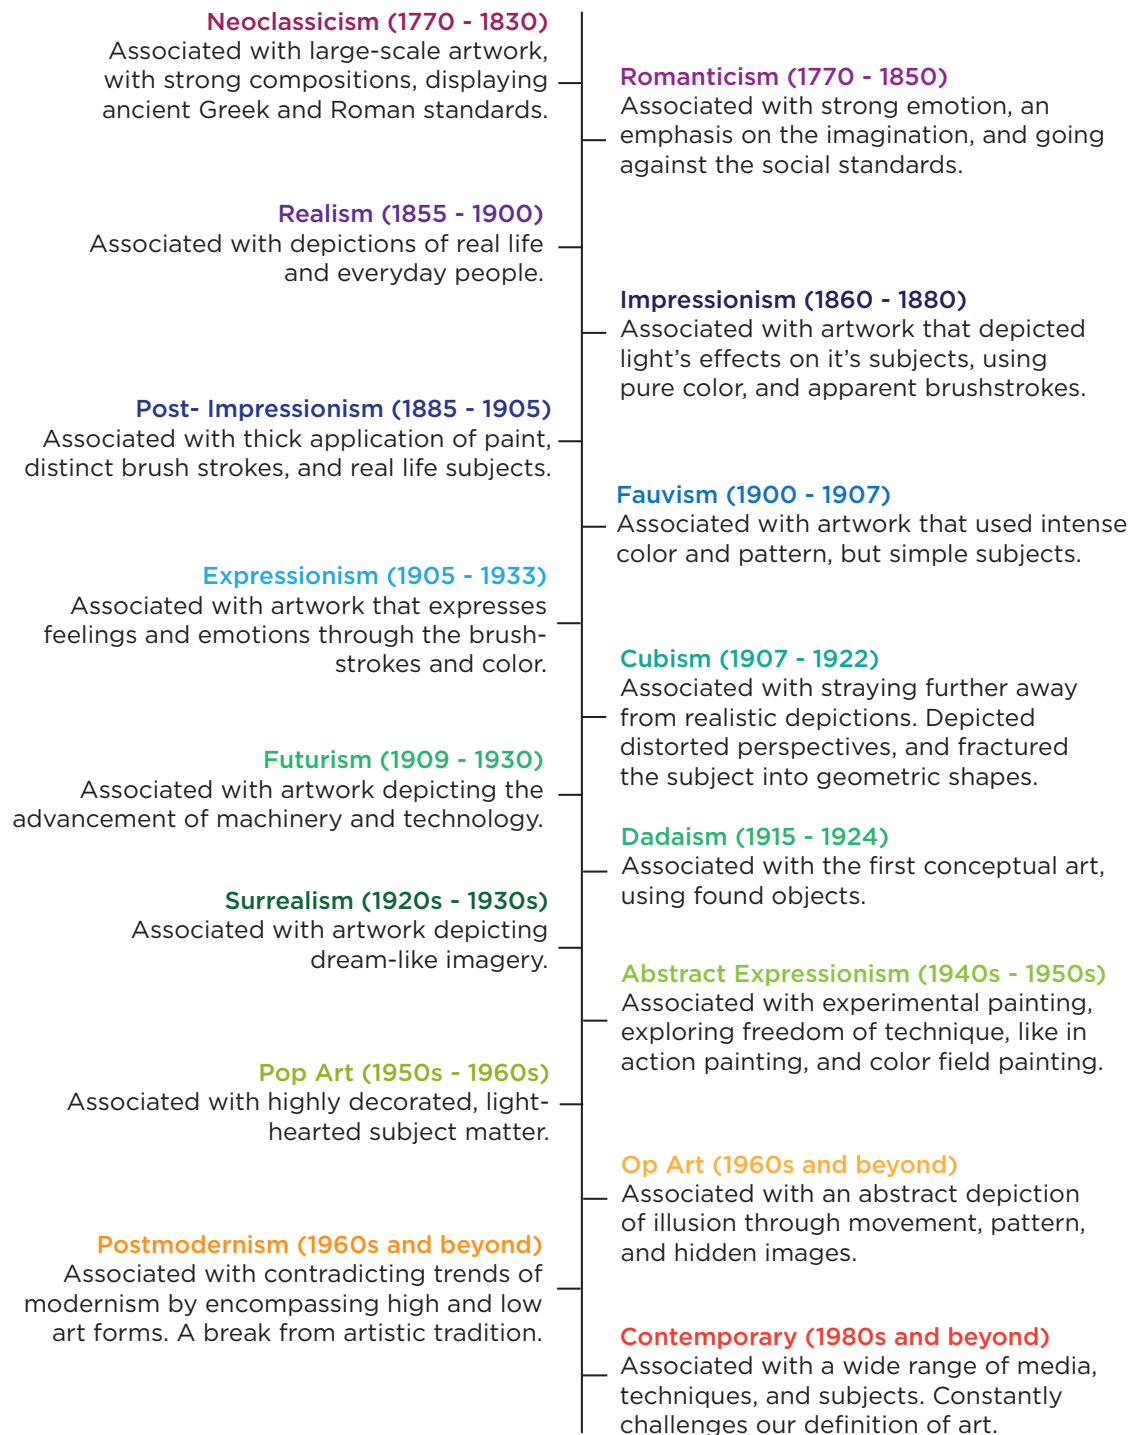 Neoclassicism (1770 - 1830)
Associated with large-scale artwork,
with strong compositions, displaying
ancient Greek and Roman standards.
Romanticism (1770 - 1850)
Associated with strong emotion, an
emphasis on the imagination, and going
against the social standards.
Realism (1855 - 1900)
Associated with depictions of real life
and everyday people.
Impressionism (1860 - 1880)
Associated with artwork that depicted
light's effects on it's subjects, using
pure color, and apparent brushstrokes.
Post- Impressionism (1885 - 1905)
Associated with thick application of paint,
distinct brush strokes, and real life subjects.
Fauvism (1900 - 1907)
Associated with artwork that used intense
color and pattern, but simple subjects.
Expressionism (1905 - 1933)
Associated with artwork that expresses
feelings and emotions through the brush-
strokes and color.
Cubism (1907 - 1922)
Associated with straying further away
from realistic depictions. Depicted
distorted perspectives, and fractured
the subject into geometric shapes.
Futurism (1909 - 1930)
Associated with artwork depicting the
advancement of machinery and technology.
Dadaism (1915 - 1924)
Associated with the first conceptual art,
using found objects.
Surrealism (1920s - 1930s)
Associated with artwork depicting
dream-like imagery.
Abstract Expressionism (1940s - 1950s)
Associated with experimental painting,
exploring freedom of technique, like in
action painting, and color field painting.
Pop Art (1950s - 1960s)
Associated with highly decorated, light-
hearted subject matter.
Op Art (1960s and beyond)
Associated with an abstract depiction
of illusion through movement, pattern,
and hidden images.
Postmodernism (1960s and beyond)
Associated with contradicting trends of
modernism by encompassing high and low
art forms. A break from artistic tradition.
Contemporary (1980s and beyond)
Associated with a wide range of media,
techniques, and subjects. Constantly
challenges our definition of art.